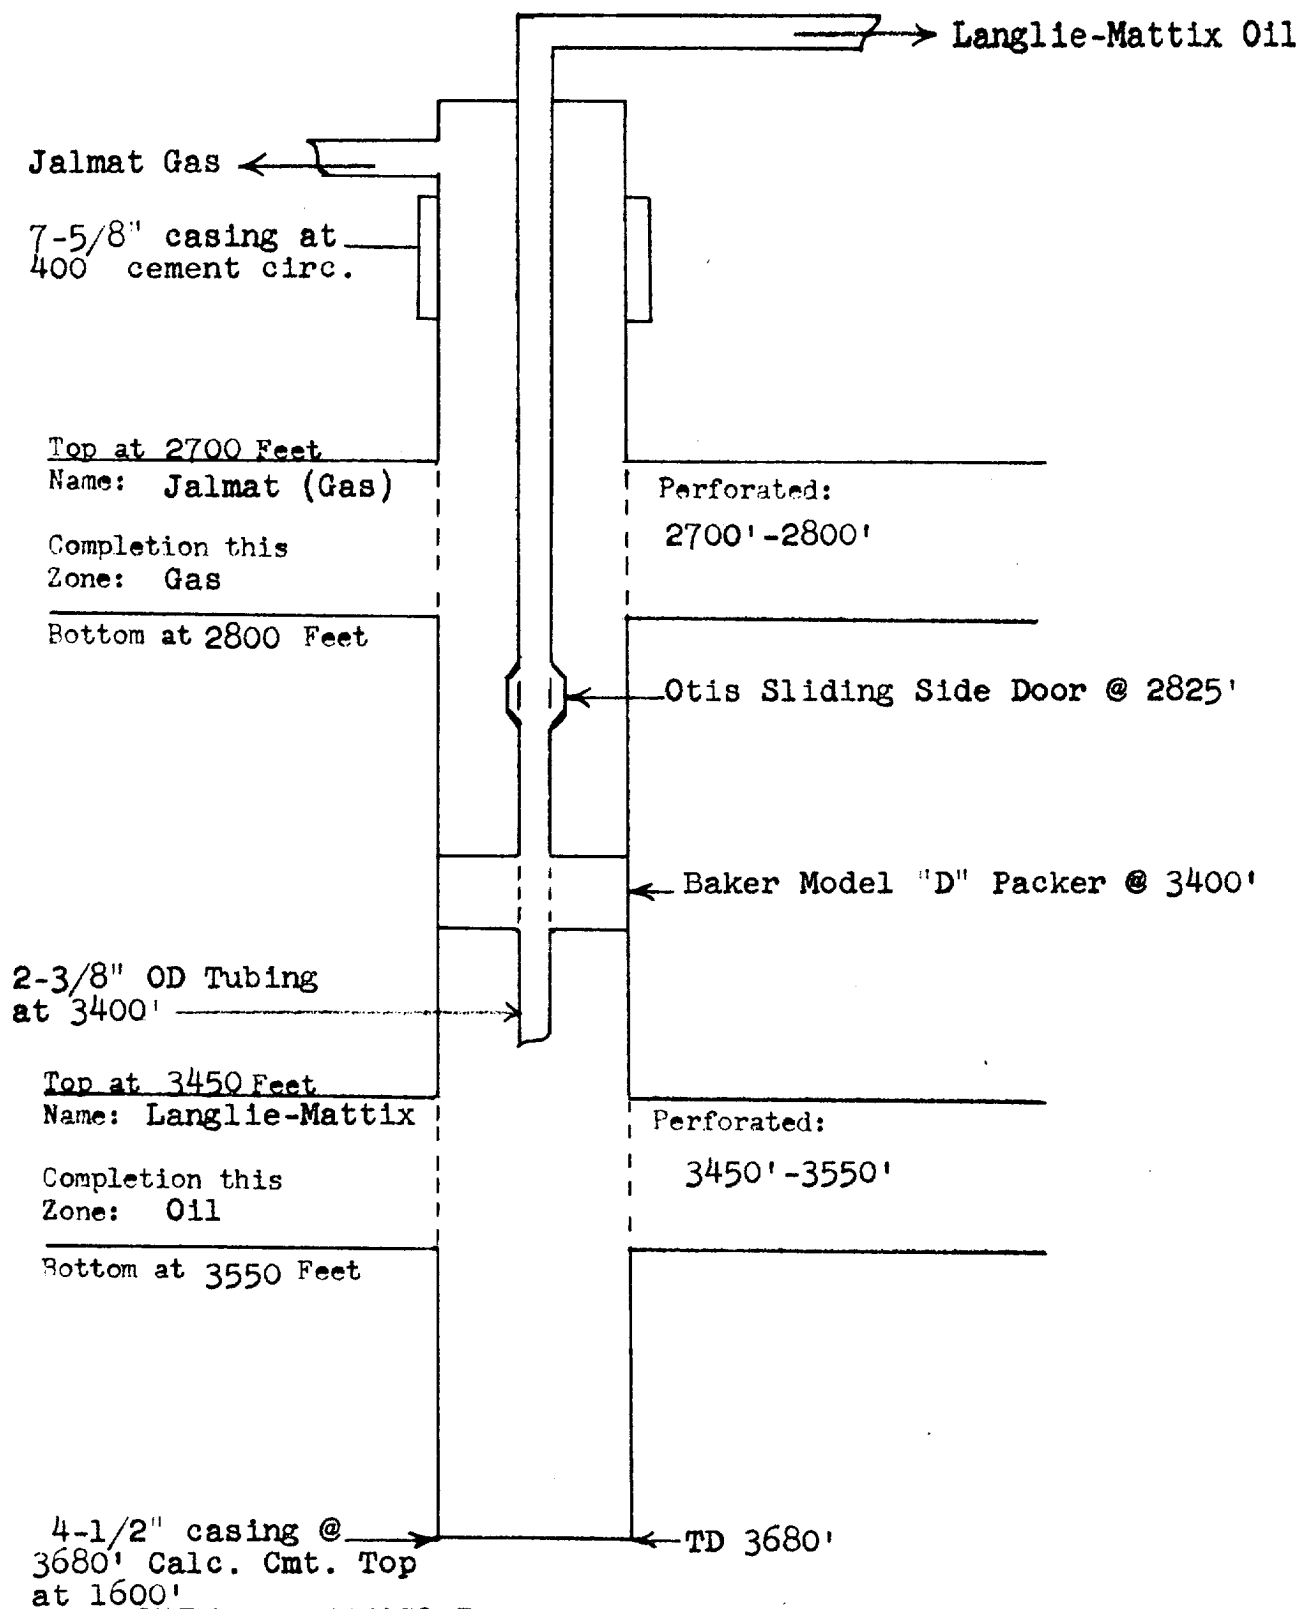 Langlie-Mattix Oil
Jalmat Gas
7-5/8" casing at
400' cement circ.
Top at 2700 Feet
Name: Jalmat (Gas)
Perforated:
2700'-2800'
Completion this
Zone: Gas
Bottom at 2800 Feet
Otis Sliding Side Door @ 2825'
Baker Model "D" Packer @ 3400'
2-3/8" OD Tubing
at 3400'
Top at 3450 Feet
Name: Langlie-Mattix
Perforated:
3450'-3550'
Completion this
Zone: Oil
Bottom at 3550 Feet
4-1/2" casing @
3680' Calc. Cmt. Top
at 1600'
TD 3680'